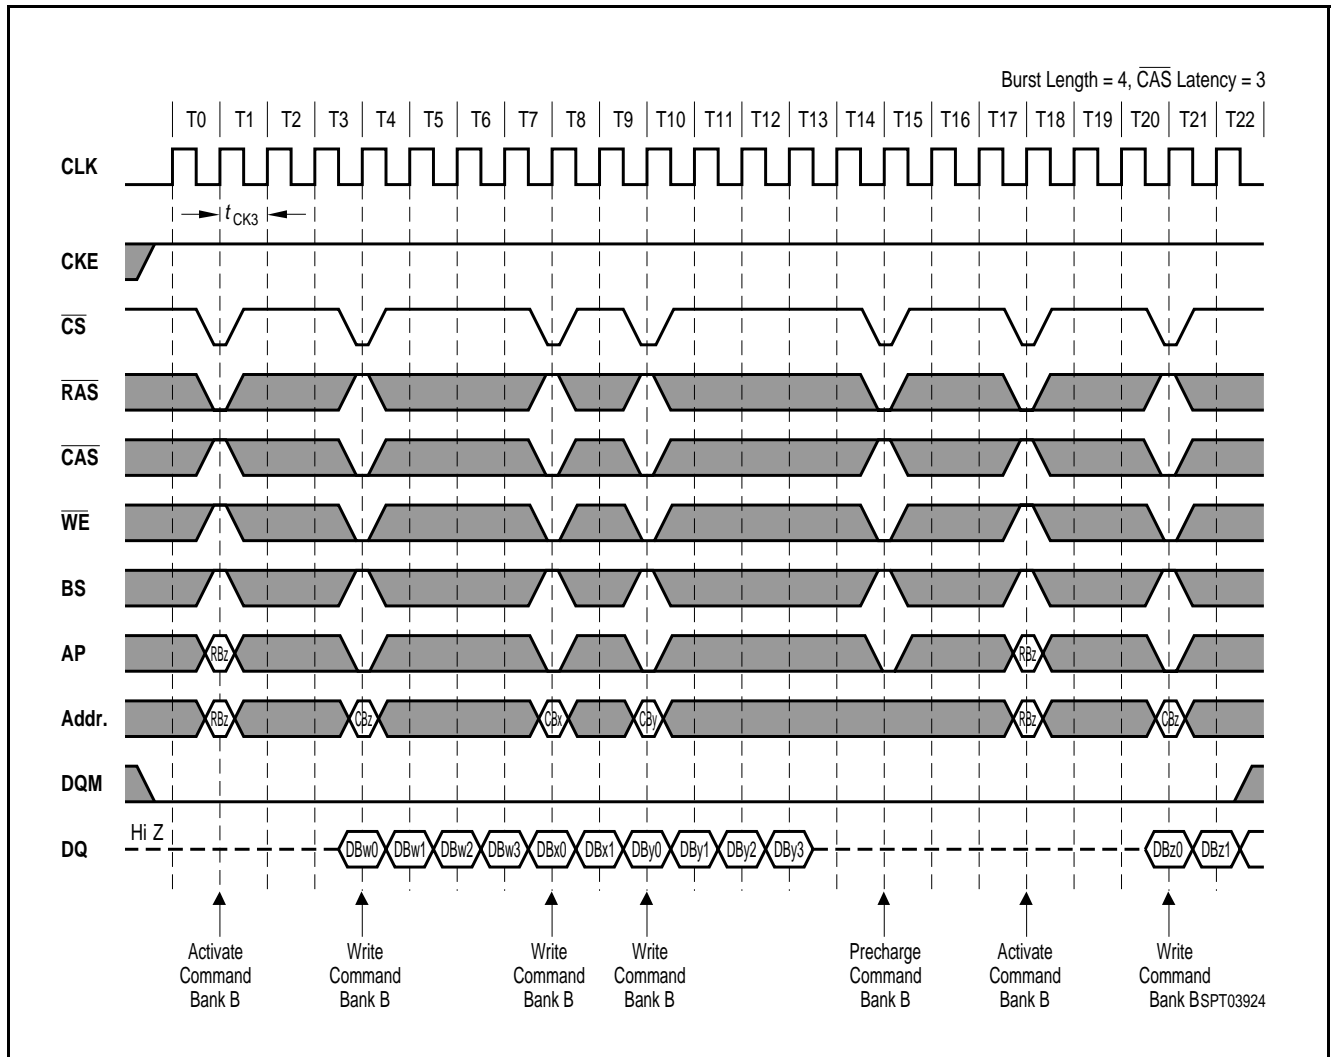 Burst Length = 4, CAS Latency = 3
T0 T1 T2 T3 T4 T5 T6 T7 T8 T9 T10 T11 T12 T13 T14 T15 T16 T17 T18 T19 T20 T21 T22
CLK
t CK3
CKE
CS
RAS
CAS
WE
BS
AP RBz RBz
Addr. RBz CBz CBx CBy RBz CBz
DQM
Hi Z
DQ DBw0 DBw1 DBw2 DBw3 DBx0 DBx1 DBy0 DBy1 DBy2 DBy3 DBz0 DBz1
Activate Command Bank B
Write Command Bank B
Write Command Bank B
Write Command Bank B
Precharge Command Bank B
Activate Command Bank B
Write Command Bank B
SPT03924